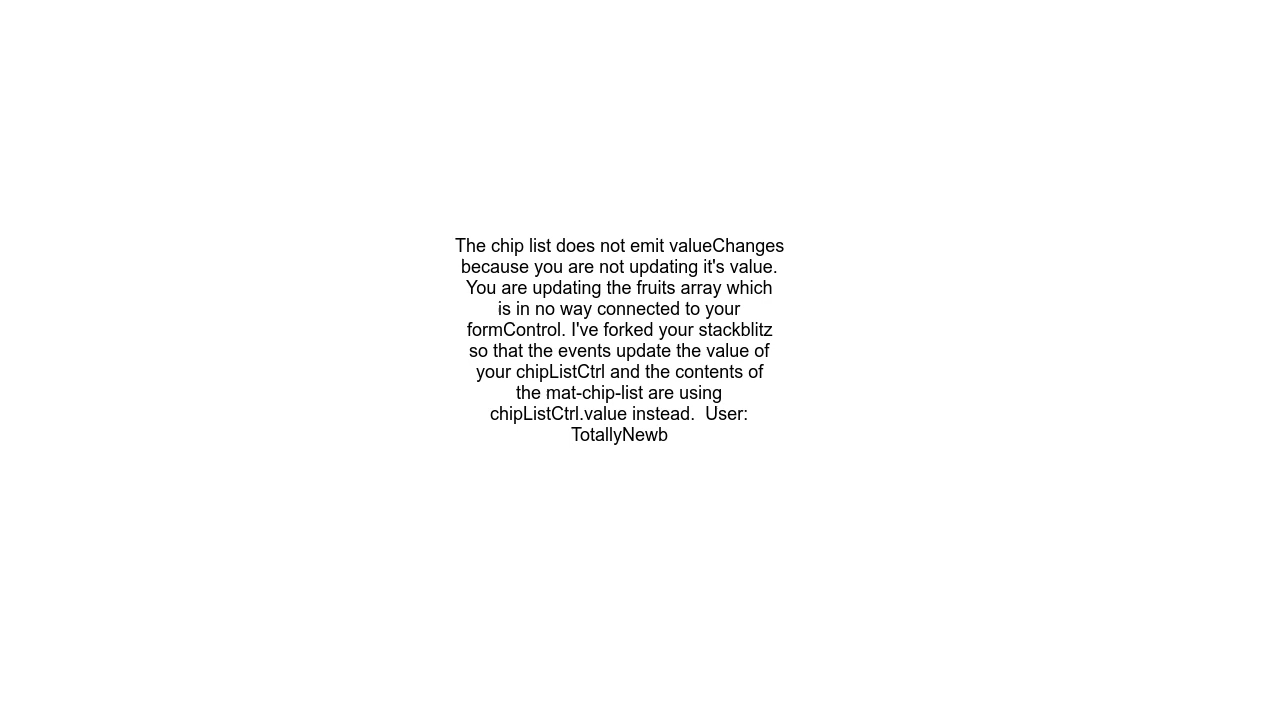 The chip list does not emit valueChanges
because you are not updating it's value.
You are updating the fruits array which
is in no way connected to your
formControl. I've forked your stackblitz
so that the events update the value of
your chipListCtrl and the contents of
the mat-chip-list are using
chipListCtrl.value instead.  User:
TotallyNewb